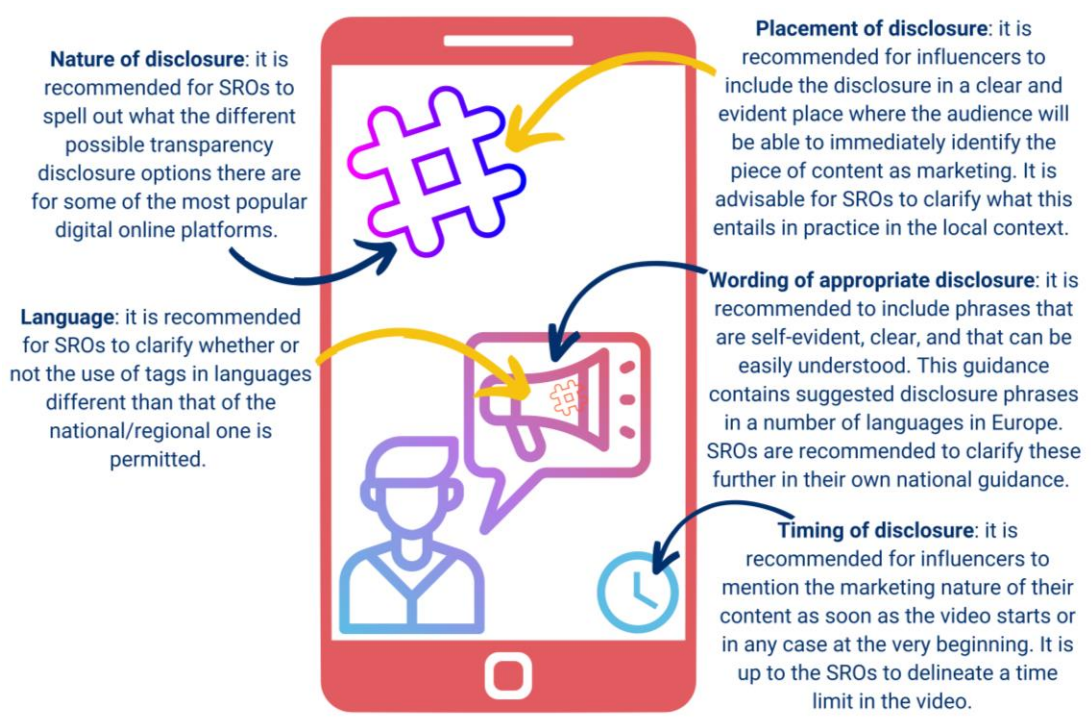 Nature of disclosure: it is
recommended for SROs to
spell out what the different
possible transparency
disclosure options there are
for some of the most popular
digital online platforms.
Language: it is recommended
for SROs to clarify whether or
not the use of tags in languages
different than that of the
national/regional one is
permitted.
Placement of disclosure: it is
recommended for influencers to
include the disclosure in a clear and
evident place where the audience will
be able to immediately identify the
piece of content as marketing. It is
advisable for SROs to clarify what this
entails in practice in the local context.
Wording of appropriate disclosure: it is
recommended to include phrases that
are self-evident, clear, and that can be
easily understood. This guidance
contains suggested disclosure phrases
in a number of languages in Europe.
SROs are recommended to clarify these
further in their own national guidance.
Timing of disclosure: it is
recommended for influencers to
mention the marketing nature of their
content as soon as the video starts or
in any case at the very beginning. It is
up to the SROs to delineate a time
limit in the video.